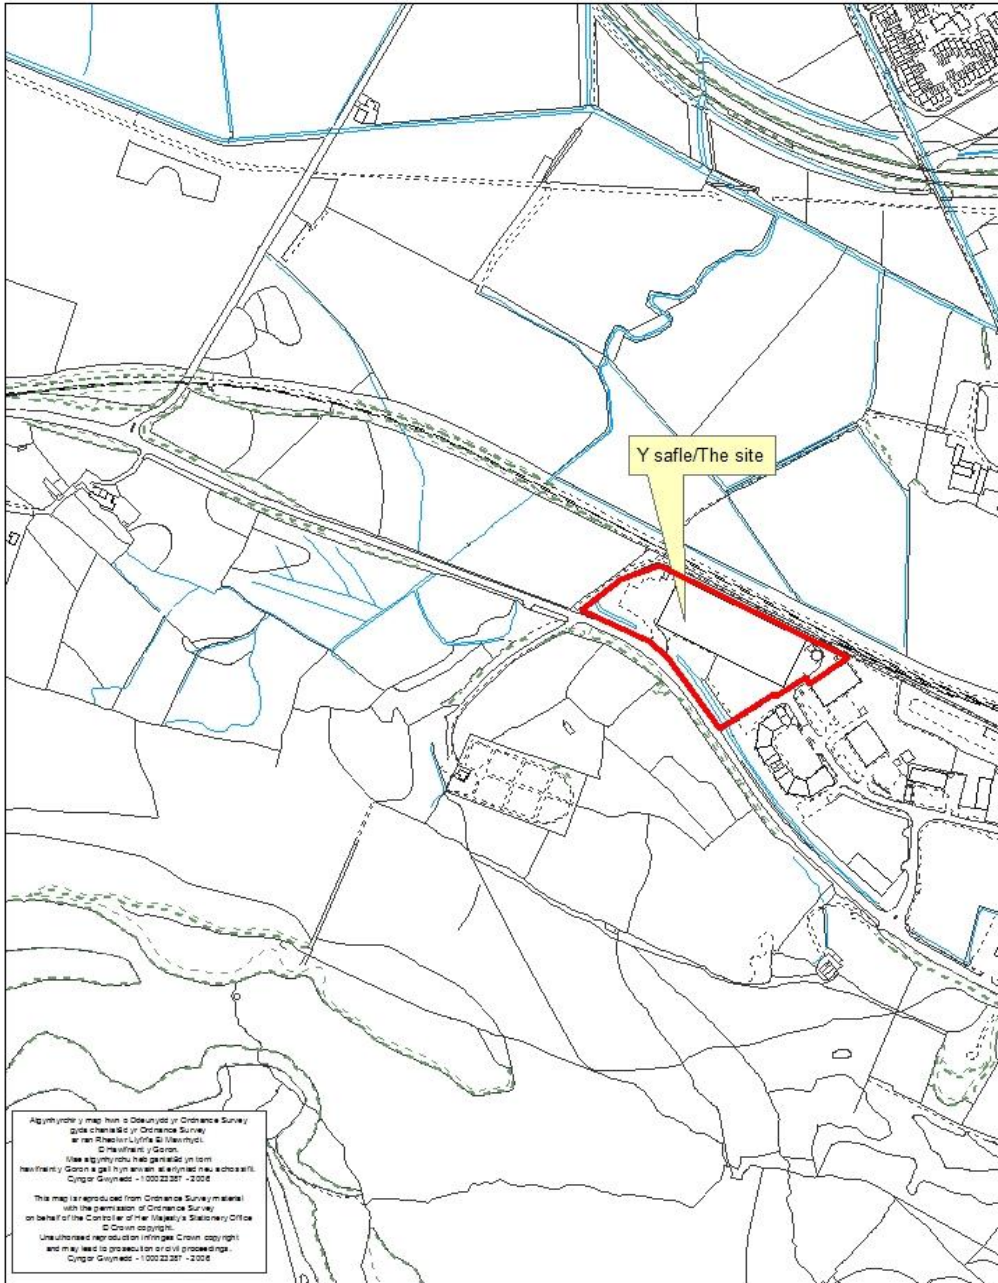 Y safle/The site
Atgynhyrchir y map hwn o Ddeunydd yr Ordnance Survey
gyda chaniatâd yr Ordnance Survey
ar ran Rheolwr Llyfrfa Ei Mawrhydi.
© Hawlfraint y Goron.
Mae atgynhyrchu heb ganiatâd yn torri
hawlfraint y Goron a gall hyn arwain at erlyniad neu achos sifil.
Cyngor Gwynedd - 100023387 - 2006
This map is reproduced from Ordnance Survey material
with the permission of Ordnance Survey
on behalf of the Controller of Her Majesty's Stationery Office
© Crown copyright.
Unauthorised reproduction infringes Crown copyright
and may lead to prosecution or civil proceedings.
Cyngor Gwynedd - 100023387 - 2006